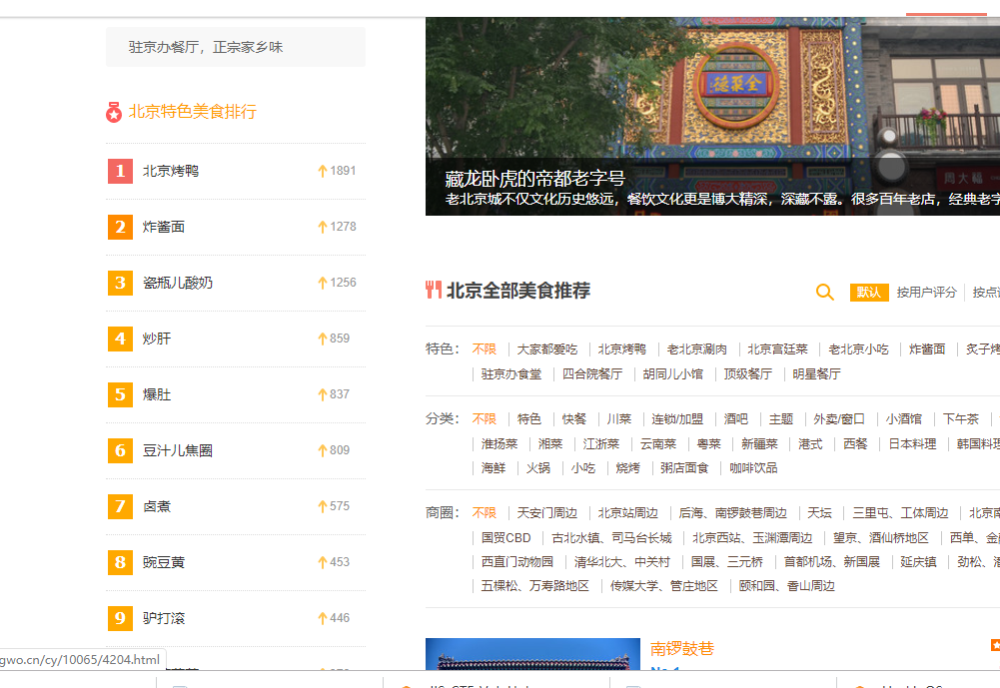 驻京办餐厅，正宗家乡味
北京特色美食排行
1 北京烤鸭 1891
2 炸酱面 1278
3 瓷瓶儿酸奶 1256
4 炒肝 859
5 爆肚 837
6 豆汁儿焦圈 809
7 卤煮 575
8 豌豆黄 453
9 驴打滚 446
gwo.cn/cy/10065/4204.html
德聚全
周大福
藏龙卧虎的帝都老字号
老北京城不仅文化历史悠远，餐饮文化更是博大精深，深藏不露。很多百年老店，经典老字
北京全部美食推荐
默认 按用户评分 按点
特色： 不限 大家都爱吃 北京烤鸭 老北京涮肉 北京宫廷菜 老北京小吃 炸酱面 炙子烤
驻京办食堂 四合院餐厅 胡同儿小馆 顶级餐厅 明星餐厅
分类： 不限 特色 快餐 川菜 连锁/加盟 酒吧 主题 外卖/窗口 小酒馆 下午茶
淮扬菜 湘菜 江浙菜 云南菜 粤菜 新疆菜 港式 西餐 日本料理 韩国料理
海鲜 火锅 小吃 烧烤 粥店面食 咖啡饮品
商圈： 不限 天安门周边 北京站周边 后海、南锣鼓巷周边 天坛 三里屯、工体周边 北京南
国贸CBD 古北水镇、司马台长城 北京西站、玉渊潭周边 望京、酒仙桥地区 西单、金
西直门动物园 清华北大、中关村 国展、三元桥 首都机场、新国展 延庆镇 劲松、潘
五棵松、万寿路地区 传媒大学、管庄地区 颐和园、香山周边
南锣鼓巷